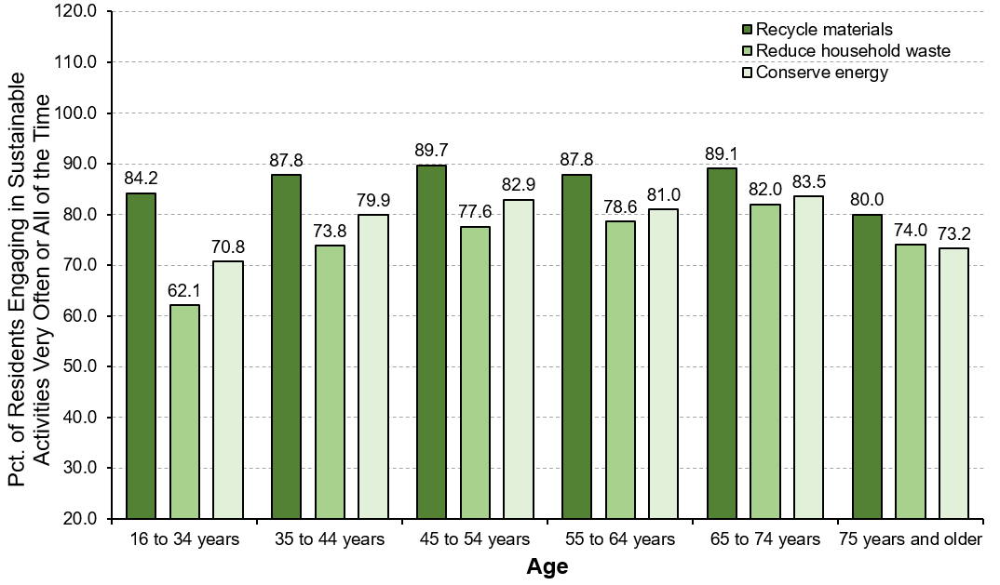 120.0
110.0
100.0
90.0
80.0
70.0
60.0
50.0
40.0
30.0
20.0
Pct. of Residents Engaging in Sustainable
Activities Very Often or All of the Time
Recycle materials
Reduce household waste
Conserve energy
84.2
62.1
70.8
87.8
73.8
79.9
89.7
77.6
82.9
87.8
78.6
81.0
89.1
82.0
83.5
80.0
74.0
73.2
16 to 34 years
35 to 44 years
45 to 54 years
55 to 64 years
65 to 74 years
75 years and older
Age